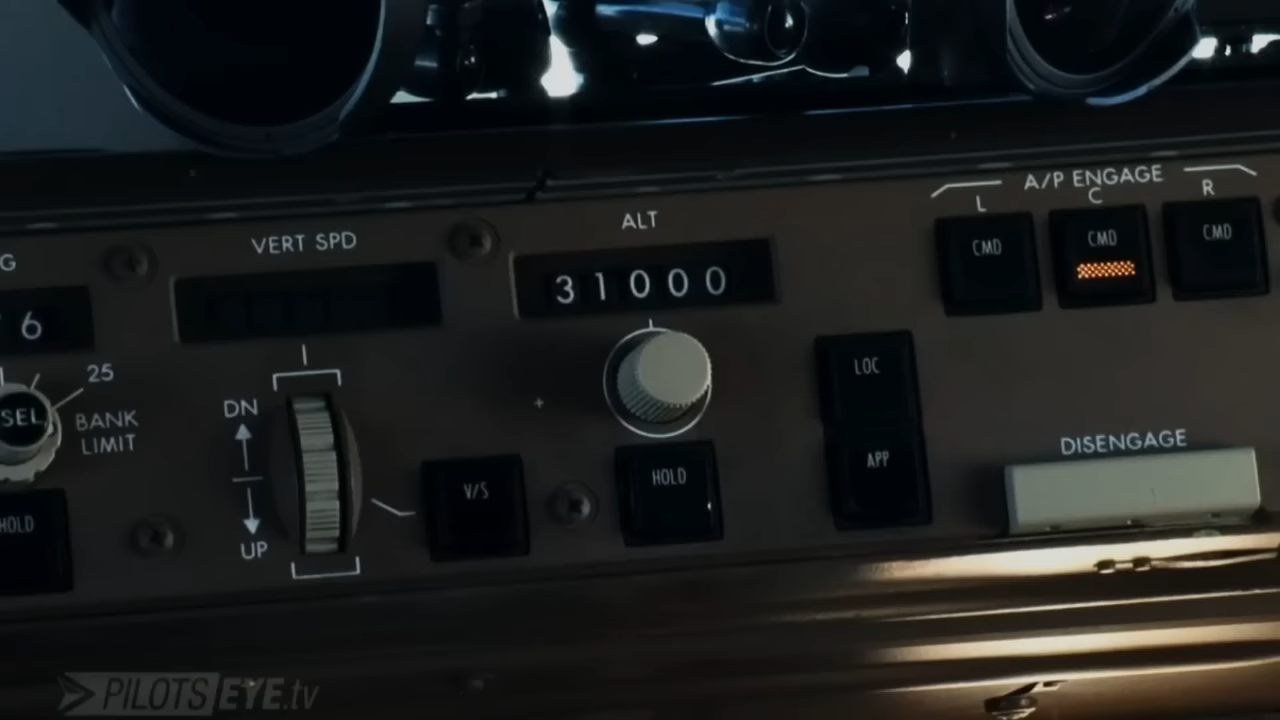 A/P ENGAGE
L
C
R
ALT
VERT SPD
G
CMD
CMD
CMD
31000
6
25
SEL
BANK
LIMIT
DN
UP
LOC
APP
DISENGAGE
HOLD
V/S
HOLD
PILOTSEYE.tv